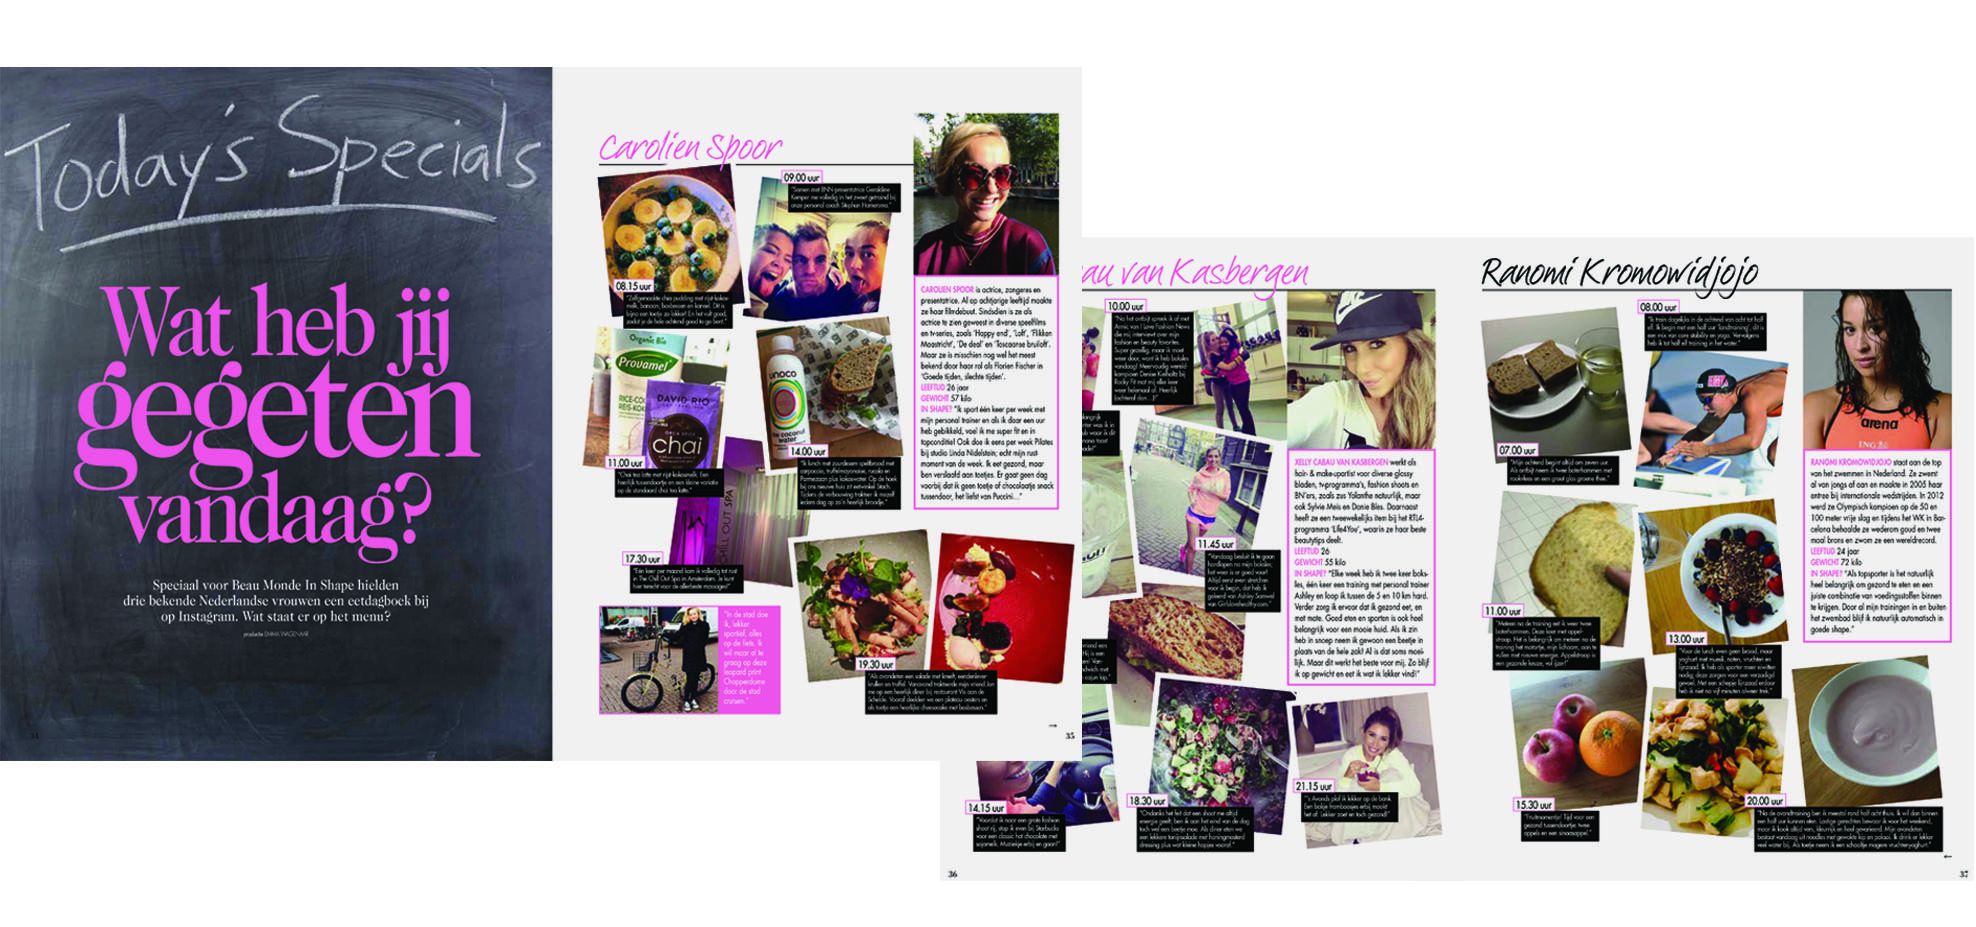 Today's Specials
Wat heb jij
gegeten
vandaag?
Speciaal voor Beau Monde In Shape hielden
drie bekende Nederlandse vrouwen een eetdagboek bij
op Instagram. Wat staat er op het menu?
productie EMMA WAGENAAR
34
Carolien Spoor
09.00 uur
"Samen met BNN-presentatrice Geraldine
Kemper me volledig in het zweet getraind bij
onze personal coach Stephan
08.15 uur
"Zelfgemaakte chia pudding met rijst-kokos-
melk, banaan, bosbessen en kaneel. Dit is
bijna een toetje zo lekker! En het vult goed,
zodat je de hele ochtend good to go bent."
Organic Bio
Provamel
DAVID RIO
chai
coconut
water
11.00 uur
"Chai tea latte met rijst-kokosmelk. Een
heerlijk tussendoortje en een kleine variatie
op de standaard chai tea latte."
14.00 uur
"Ik lunch met zuurdesem speltbrood met
carpaccio, truffelmayonaise, rucola en
Parmezaan plus kokoswater. Op de hoek
bij ons nieuwe huis zit eetwinkel Stach.
Tijdens de verbouwing trakteer ik mezelf
iedere dag op zo'n heerlijk broodje."
CHILL OUT SPA
17.30 uur
"Eén keer per maand kom ik volledig tot rust
in The Chill Out Spa in Amsterdam. Je kunt
hier terecht voor de allerbeste massages!"
"In de stad doe
ik, lekker
sportief, alles
op de fiets. Ik
wil maar al te
graag op deze
leopard print
Chopperdome
door de stad
cruisen."
19.30 uur
"Als avondeten een salade met kreeft, eendenlever-
krullen en truffel. Vanavond trakteerde mijn vriend Jon
me op een heerlijk diner bij restaurant Vis aan de
Schelde. Vooraf deelden we een plateau oesters en
als toetje een heerlijke cheesecake met bosbessen."
CAROLIEN SPOOR is actrice, zangeres en
presentatrice. Al op achtjarige leeftijd maakte
ze haar filmdebuut. Sindsdien is ze als
actrice te zien geweest in diverse speelfilms
en tv-series, zoals 'Happy end', 'Loft', 'Flikken
Maastricht', 'De deal' en 'Toscaanse bruiloft'.
Maar ze is misschien nog wel het meest
bekend door haar rol als Florien Fischer in
'Goede tijden, slechte tijden'.
LEEFTIJD 26 jaar
GEWICHT 57 kilo
IN SHAPE? "Ik sport één keer per week met
mijn personal trainer en als ik daar een uur
heb gebikkeld, voel ik me super fit en in
topconditie! Ook doe ik eens per week Pilates
bij studio Linda Nidelstein; echt mijn rust
moment van de week. Ik eet gezond, maar
ben verslaafd aan toetjes. Er gaat geen dag
voorbij dat ik geen toetje of chocolaatje snack
tussendoor, het liefst van Puccini..."
35
au van Kasbergen
10.00 uur
"Na het ontbijt spreek ik af met
Annic van I Love Fashion News
die mij interviewt over mijn
fashion en beauty favorites.
Super gezellig, maar ik moet
weer door, want ik heb boksles
vandaag! Meervoudig wereld-
kampioen Denise Kielholtz bij
Rocky Fit mat mij elke keer
weer helemaal af. Heerlijk
11.45 uur
"Vandaag besluit ik te gaan
hardlopen na mijn boksles;
het weer is er goed voor!
Altijd eerst even stretchen
voor ik begin, dat heb ik
geleerd van Ashley Samwel
van Girlslovehealthy.com."
XELLY CABAU VAN KASBERGEN werkt als
hair- & make-upartist voor diverse glossy
bladen, tv-programma's, fashion shoots en
BN'ers, zoals zus Yolanthe natuurlijk, maar
ook Sylvie Meis en Danie Bles. Daarnaast
heeft ze een tweewekelijks item bij het RTL4-
programma 'Life4You', waarin ze haar beste
beautytips deelt.
LEEFTIJD 26
GEWICHT 55 kilo
IN SHAPE? "Elke week heb ik twee keer boks-
les, één keer een training met personal trainer
Ashley en loop ik tussen de 5 en 10 km hard.
Verder zorg ik ervoor dat ik gezond eet, en
met mate. Goed eten en sporten is ook heel
belangrijk voor een mooie huid. Als ik zin
heb in snoep neem ik gewoon een beetje in
plaats van de hele zak! Al is dat soms moei-
lijk. Maar dit werkt het beste voor mij. Zo blijf
ik op gewicht en eet ik wat ik lekker vind!"
14.15 uur
"Voordat ik naar een grote fashion
shoot rij, stop ik even bij Starbucks
voor een classic hot chocolate met
sojamelk. Muziekje erbij en gaan!"
18.30 uur
"Ondanks het feit dat een shoot me altijd
energie geeft, ben ik aan het eind van de dag
toch wel een beetje moe. Als diner eten we
een lekkere tonijnsalade met honingmosterd
dressing plus wat kleine hapjes vooraf."
21.15 uur
"'s Avonds plof ik lekker op de bank.
Een bakje frambozen erbij maakt
het af. Lekker zoet en toch gezond!"
36
Ranomi Kromowidjojo
08.00 uur
"Ik train dagelijks in de ochtend van acht tot half
elf. Ik begin met een half uur 'landtraining', dit is
een mix van core stability en yoga. Vervolgens
heb ik tot half elf training in het water."
07.00 uur
"Mijn ochtend begint altijd om zeven uur.
Als ontbijt neem ik twee boterhammen met
rookvlees en een groot glas groene thee."
arena
ING
RANOMI KROMOWIDJOJO staat aan de top
van het zwemmen in Nederland. Ze zwemt
al van jongs af aan en maakte in 2005 haar
entree bij internationale wedstrijden. In 2012
werd ze Olympisch kampioen op de 50 en
100 meter vrije slag en tijdens het WK in Bar-
celona behaalde ze wederom goud en twee
maal brons en zwom ze een wereldrecord.
LEEFTIJD 24 jaar
GEWICHT 72 kilo
IN SHAPE? "Als topsporter is het natuurlijk
heel belangrijk om gezond te eten en een
juiste combinatie van voedingsstoffen binnen
te krijgen. Door al mijn trainingen in en buiten
het zwembad blijf ik natuurlijk automatisch in
goede shape."
11.00 uur
"Meteen na de training eet ik weer twee
boterhammen. Deze keer met appel-
stroop. Het is belangrijk om meteen na de
training het motortje, mijn lichaam, aan te
vullen met nieuwe energie. Appelstroop is
een gezonde keuze, vol ijzer!"
13.00 uur
"Voor de lunch even geen brood, maar
yoghurt met muesli, noten, vruchten en
lijnzaad. Ik heb als sporter meer eiwitten
nodig; deze zorgen voor een verzadigd
gevoel. Met een schepje lijnzaad erdoor
heb ik niet na vijf minuten alweer trek."
15.30 uur
"Fruitmomentje! Tijd voor een
gezond tussendoortje: twee
appels en een sinaasappel."
20.00 uur
"Na de avondtraining ben ik meestal rond half acht thuis. Ik wil dan binnen
een half uur kunnen eten. Lastige gerechten bewaar ik voor het weekend,
maar ik kook altijd vers, kleurrijk en heel gevarieerd. Mijn avondeten
bestaat vandaag uit noodles met gewokte kip en paksoi. Ik drink er lekker
veel water bij. Als toetje neem ik een schaaltje magere vruchtenyoghurt."
37